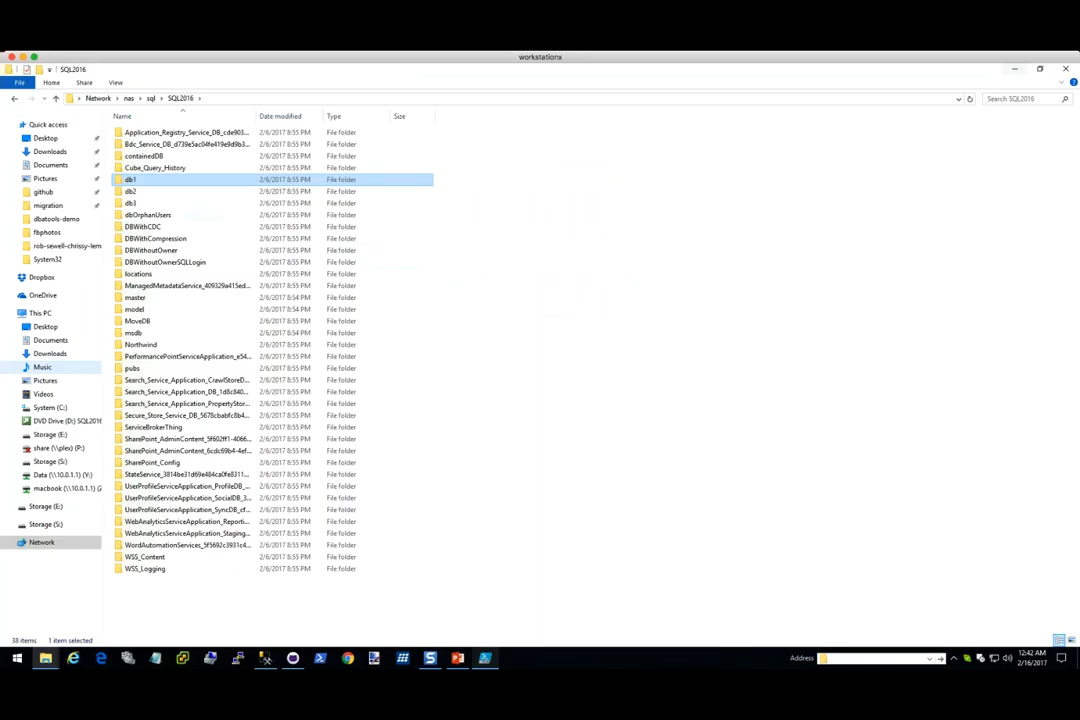 workstationx
SQL2016
File Home Share View
Network nas sql SQL2016
Search SQL2016
Name Date modified Type Size
Quick access
Desktop
Downloads
Documents
Pictures
github
migration
dbatools-demo
fbphotos
rob-sewell-chrissy-lem
System32
Dropbox
OneDrive
This PC
Desktop
Documents
Downloads
Music
Pictures
Videos
System (C:)
DVD Drive (D:) SQL2016
Storage (E:)
share (\\plex) (P:)
Storage (S:)
Data (\\10.0.1.1) (Y:)
macbook (\\10.0.1.1) (Z
Storage (E:)
Storage (S:)
Network
Application_Registry_Service_DB_cde903... 2/6/2017 8:55 PM File folder
Bdc_Service_DB_d739e5ac04fe419e9d9b3... 2/6/2017 8:55 PM File folder
containedDB 2/6/2017 8:55 PM File folder
Cube_Query_History 2/6/2017 8:55 PM File folder
db1 2/6/2017 8:55 PM File folder
db2 2/6/2017 8:55 PM File folder
db3 2/6/2017 8:55 PM File folder
dbOrphanUsers 2/6/2017 8:55 PM File folder
DBWithCDC 2/6/2017 8:55 PM File folder
DBWithCompression 2/6/2017 8:55 PM File folder
DBWithoutOwner 2/6/2017 8:55 PM File folder
DBWithoutOwnerSQLLogin 2/6/2017 8:55 PM File folder
locations 2/6/2017 8:55 PM File folder
ManagedMetadataService_409329a415ed... 2/6/2017 8:55 PM File folder
master 2/6/2017 8:54 PM File folder
model 2/6/2017 8:54 PM File folder
MoveDB 2/6/2017 8:55 PM File folder
msdb 2/6/2017 8:54 PM File folder
Northwind 2/6/2017 8:55 PM File folder
PerformancePointServiceApplication_e54... 2/6/2017 8:55 PM File folder
pubs 2/6/2017 8:55 PM File folder
Search_Service_Application_CrawlStoreD... 2/6/2017 8:55 PM File folder
Search_Service_Application_DB_1d8c840... 2/6/2017 8:55 PM File folder
Search_Service_Application_PropertyStor... 2/6/2017 8:55 PM File folder
Secure_Store_Service_DB_5678cbabfc8b4... 2/6/2017 8:55 PM File folder
ServiceBrokerThing 2/6/2017 8:55 PM File folder
SharePoint_AdminContent_5f602ff1-4066... 2/6/2017 8:55 PM File folder
SharePoint_AdminContent_6cdc69b4-4ef... 2/6/2017 8:55 PM File folder
SharePoint_Config 2/6/2017 8:55 PM File folder
StateService_3814be31d69e484ca0fe8311... 2/6/2017 8:55 PM File folder
UserProfileServiceApplication_ProfileDB_... 2/6/2017 8:55 PM File folder
UserProfileServiceApplication_SocialDB_3... 2/6/2017 8:55 PM File folder
UserProfileServiceApplication_SyncDB_cf... 2/6/2017 8:55 PM File folder
WebAnalyticsServiceApplication_Reporti... 2/6/2017 8:55 PM File folder
WebAnalyticsServiceApplication_Staging... 2/6/2017 8:55 PM File folder
WordAutomationServices_5f5692c3931c4... 2/6/2017 8:55 PM File folder
WSS_Content 2/6/2017 8:55 PM File folder
WSS_Logging 2/6/2017 8:55 PM File folder
38 items 1 item selected
Address
12:42 AM
2/16/2017